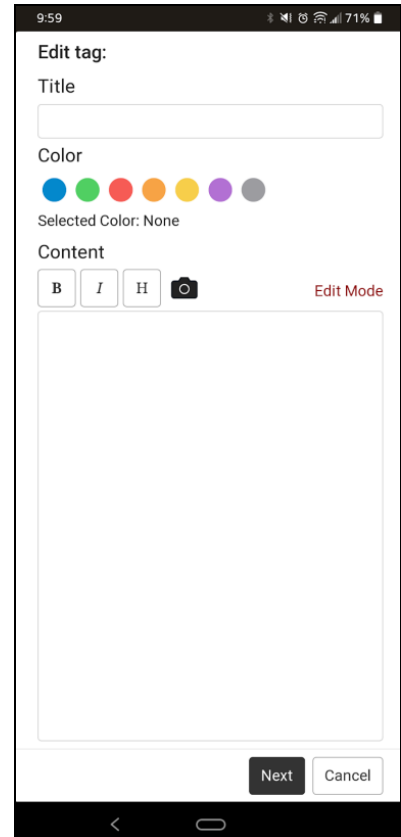 9:59 71%
Edit tag:
Title
Color
Selected Color: None
Content
B I H Edit Mode
Next Cancel